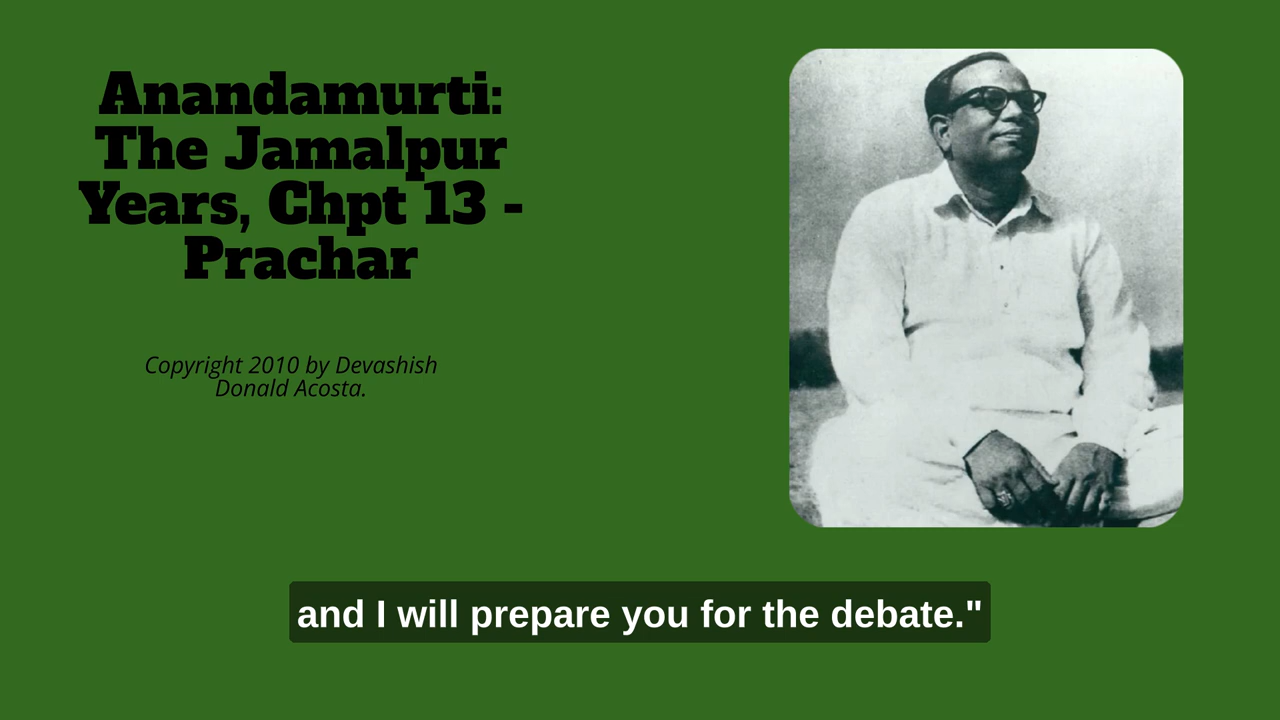 Anandamurti:
The Jamalpur
Years, Chpt 13 -
Prachar
Copyright 2010 by Devashish
Donald Acosta.
and I will prepare you for the debate."